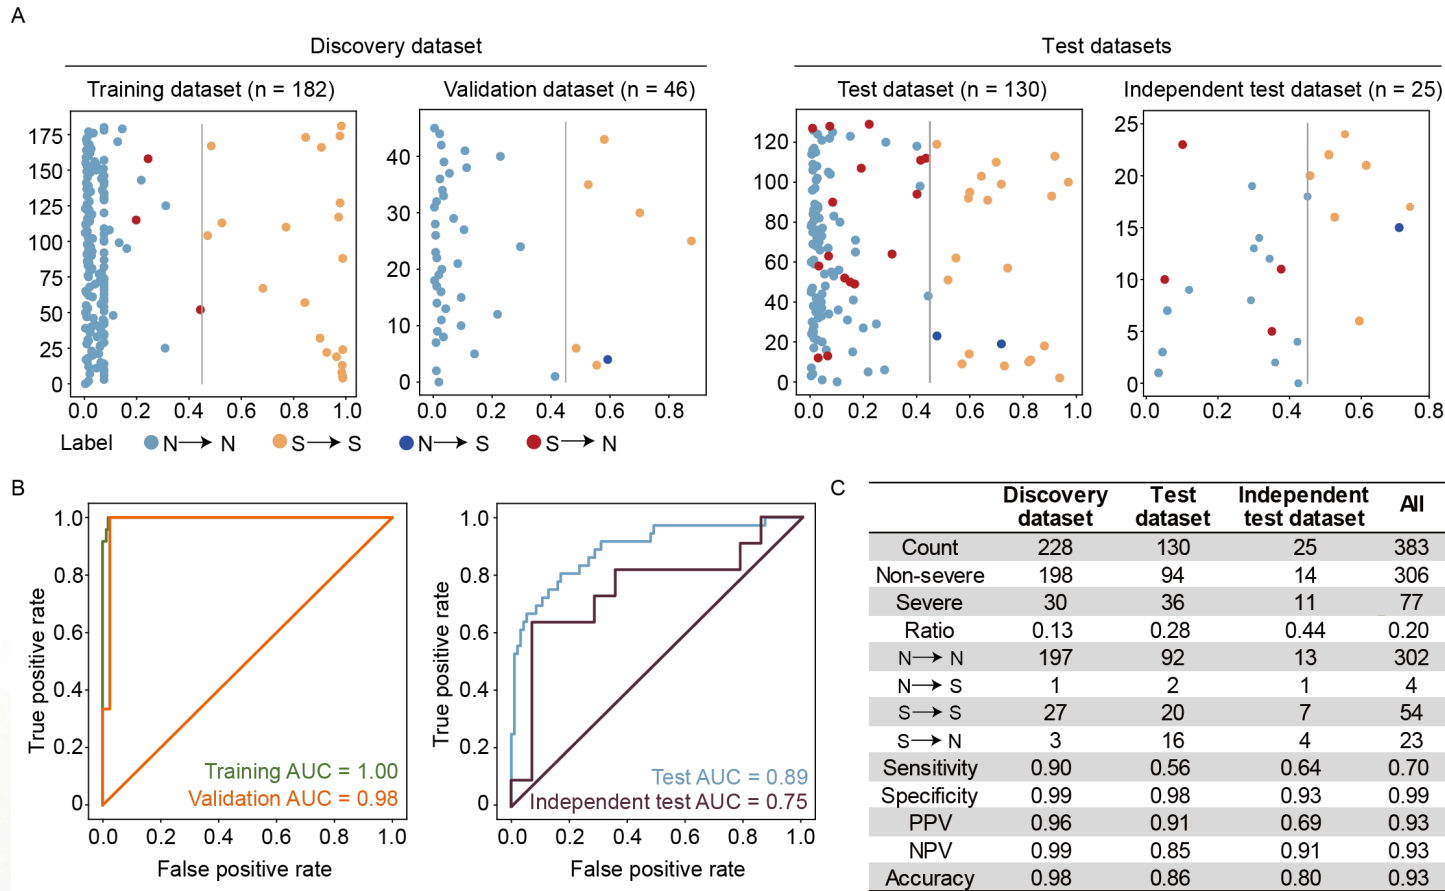 A
Discovery dataset
Test datasets
Training dataset (n = 182)
Validation dataset (n = 46)
Test dataset (n = 130)
Independent test dataset (n = 25)
175
150
125
100
75
50
25
0
0.0 0.2 0.4 0.6 0.8 1.0
40
30
20
10
0
0.0 0.2 0.4 0.6 0.8
120
100
80
60
40
20
0
0.0 0.2 0.4 0.6 0.8 1.0
25
20
15
10
5
0
0.0 0.2 0.4 0.6 0.8
Label N → N S → S N → S S → N
B
True positive rate
1.0
0.8
0.6
0.4
0.2
0
Training AUC = 1.00
Validation AUC = 0.98
0.0 0.2 0.4 0.6 0.8 1.0
False positive rate
True positive rate
1.0
0.8
0.6
0.4
0.2
0
Test AUC = 0.89
Independent test AUC = 0.75
0.0 0.2 0.4 0.6 0.8 1.0
False positive rate
C
Discovery dataset Test dataset Independent test dataset All
Count 228 130 25 383
Non-severe 198 94 14 306
Severe 30 36 11 77
Ratio 0.13 0.28 0.44 0.20
N → N 197 92 13 302
N → S 1 2 1 4
S → S 27 20 7 54
S → N 3 16 4 23
Sensitivity 0.90 0.56 0.64 0.70
Specificity 0.99 0.98 0.93 0.99
PPV 0.96 0.91 0.69 0.93
NPV 0.99 0.85 0.91 0.93
Accuracy 0.98 0.86 0.80 0.93